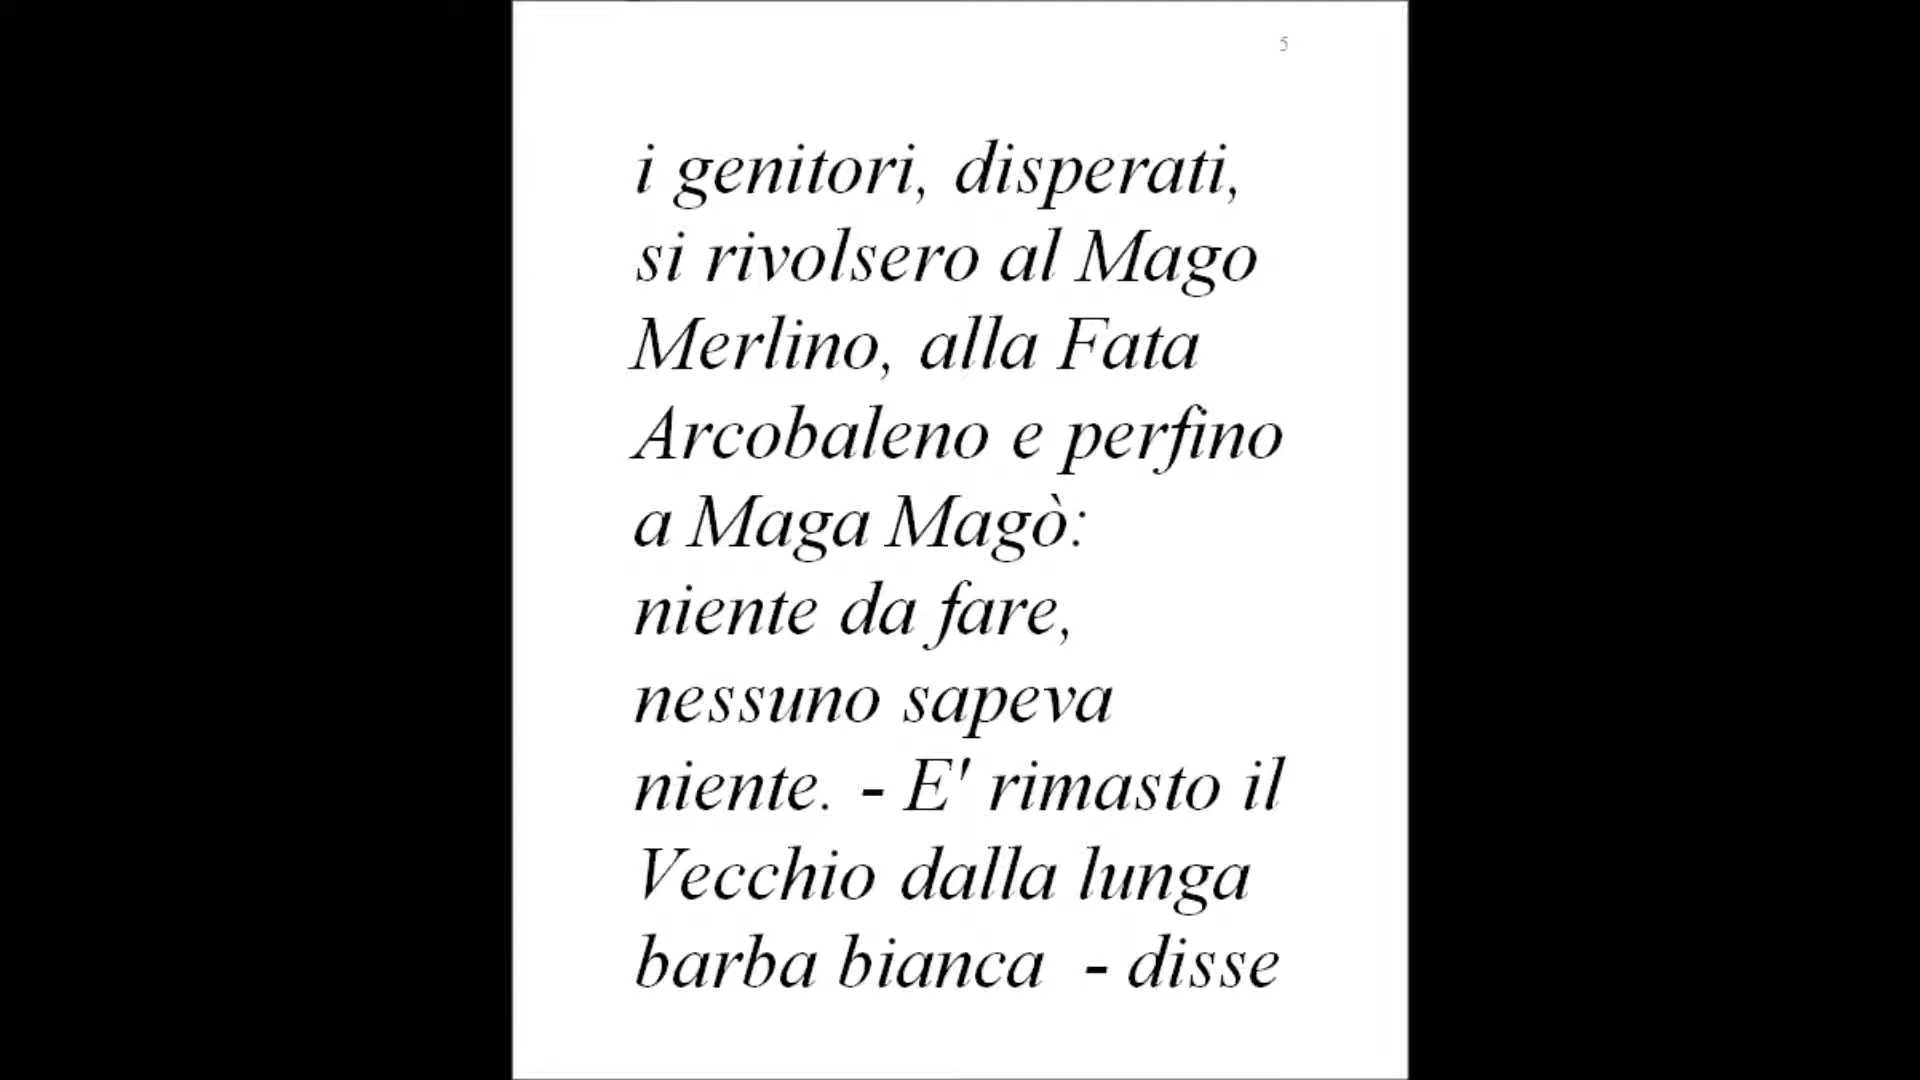 5
i genitori, disperati,
si rivolsero al Mago
Merlino, alla Fata
Arcobaleno e perfino
a Maga Magò:
niente da fare,
nessuno sapeva
niente. - E' rimasto il
Vecchio dalla lunga
barba bianca  - disse